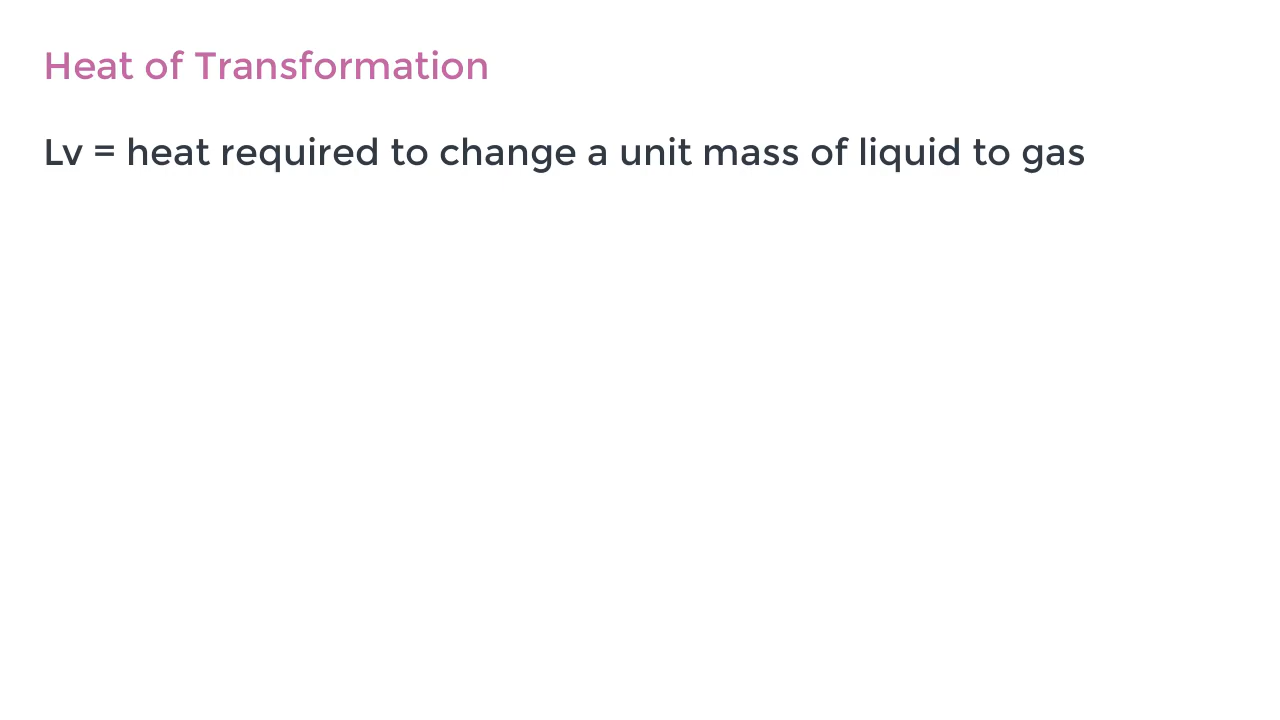 Heat of Transformation
Lv = heat required to change a unit mass of liquid to gas